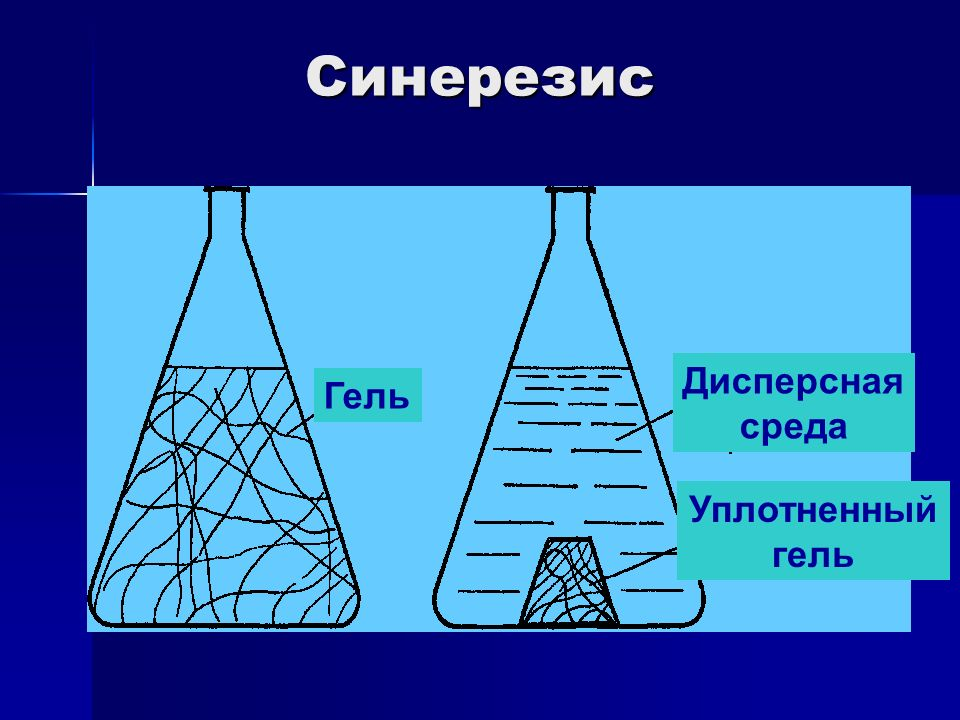 Синерезис
Гель
Дисперсная
среда
Уплотненный
гель